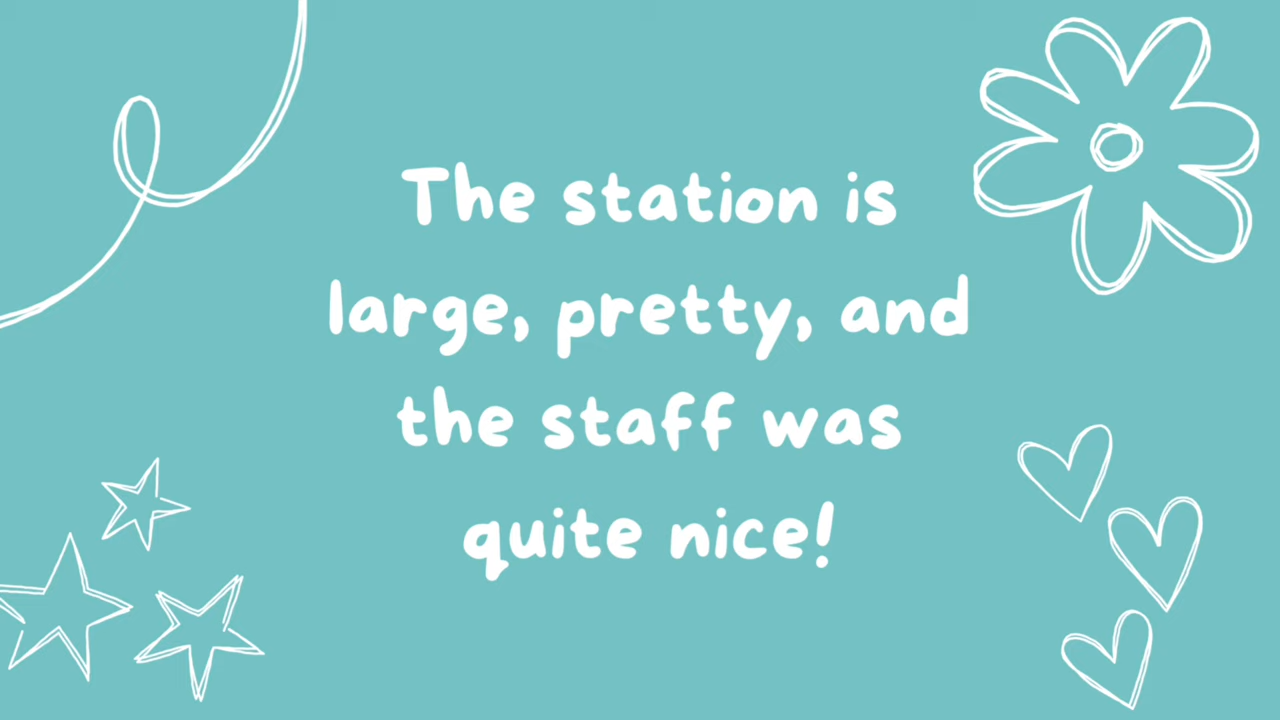 The station is
large, pretty, and
the staff was
quite nice!